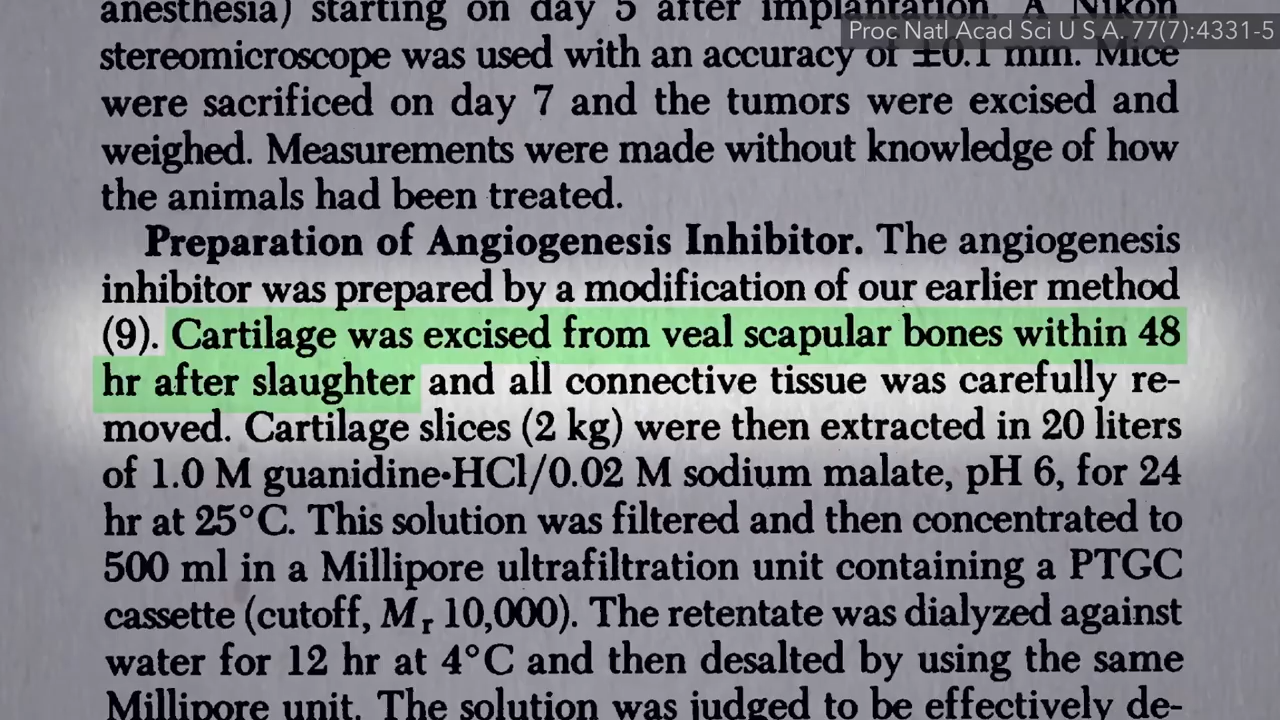 anesthesia) starting on day 5 after implantation. A Nikon
Proc Natl Acad Sci U S A. 77(7):4331-5
stereomicroscope was used with an accuracy of ±0.1 mm. Mice
were sacrificed on day 7 and the tumors were excised and
weighed. Measurements were made without knowledge of how
the animals had been treated.
Preparation of Angiogenesis Inhibitor. The angiogenesis
inhibitor was prepared by a modification of our earlier method
(9). Cartilage was excised from veal scapular bones within 48
hr after slaughter and all connective tissue was carefully re-
moved. Cartilage slices (2 kg) were then extracted in 20 liters
of 1.0 M guanidine•HCl/0.02 M sodium malate, pH 6, for 24
hr at 25°C. This solution was filtered and then concentrated to
500 ml in a Millipore ultrafiltration unit containing a PTGC
cassette (cutoff, Mr 10,000). The retentate was dialyzed against
water for 12 hr at 4°C and then desalted by using the same
Millipore unit. The solution was judged to be effectively de-